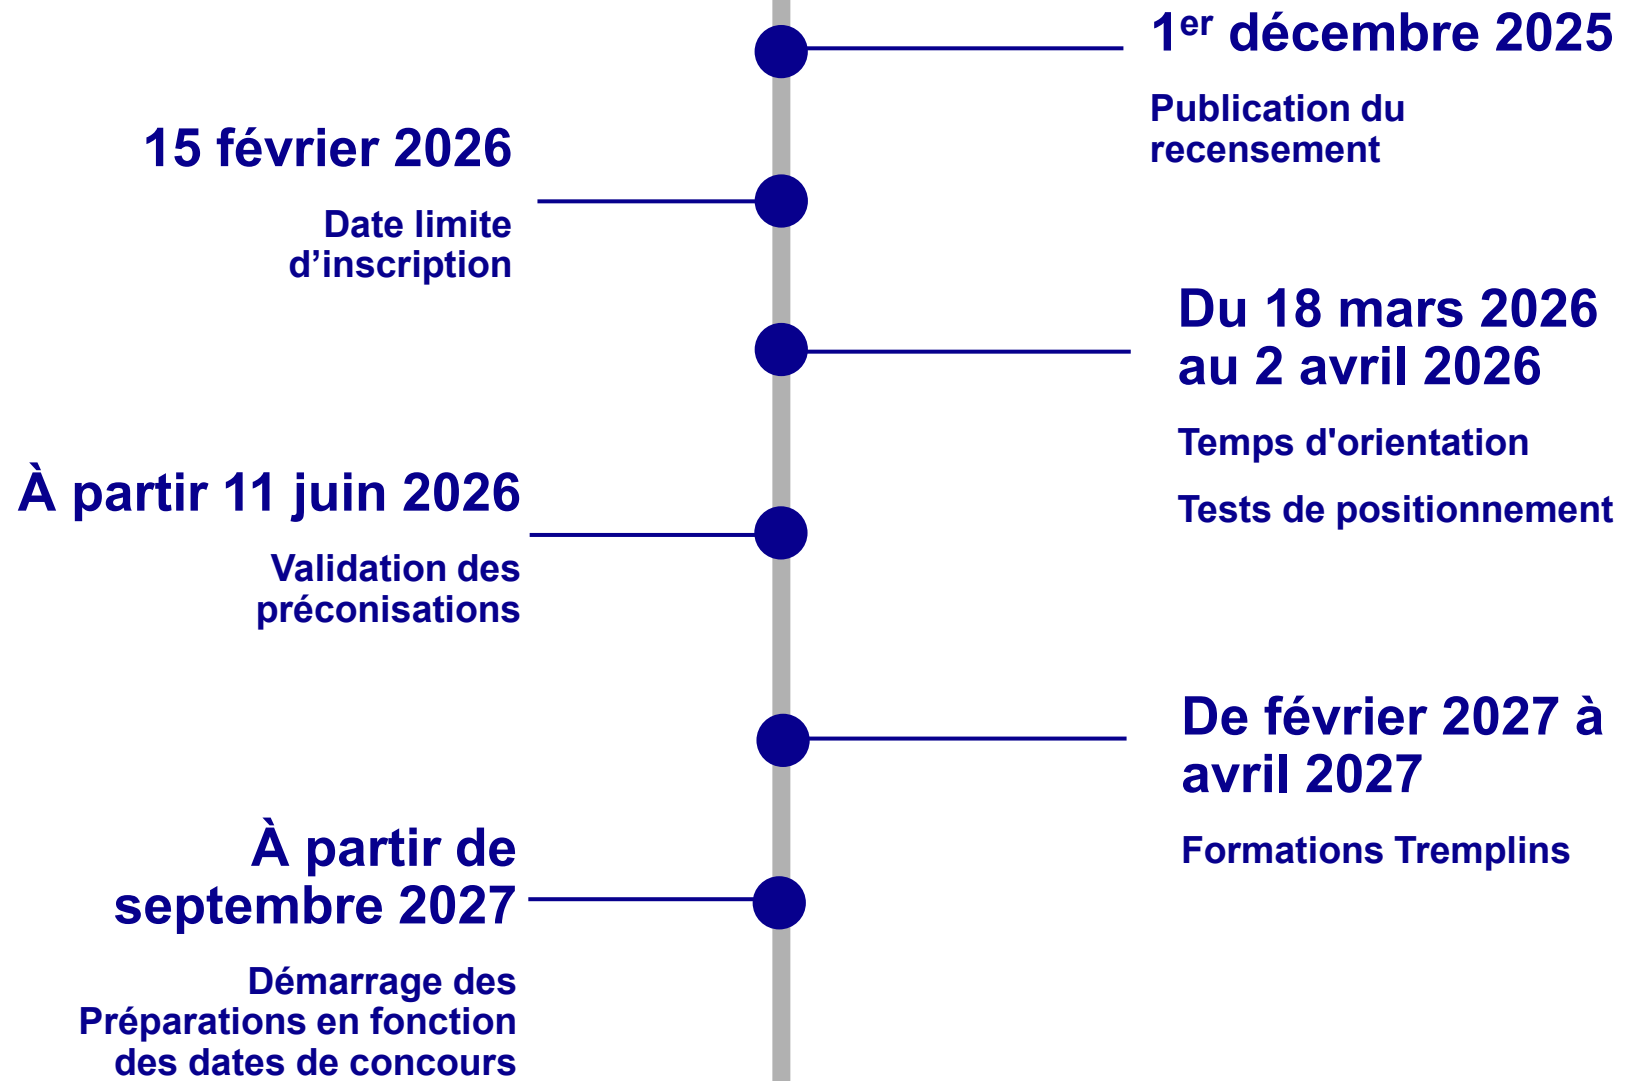 1er décembre 2025
Publication du
recensement
15 février 2026
Date limite
d’inscription
Du 18 mars 2026
au 2 avril 2026
Temps d'orientation
Tests de positionnement
À partir 11 juin 2026
Validation des
préconisations
De février 2027 à
avril 2027
Formations Tremplins
À partir de
septembre 2027
Démarrage des
Préparations en fonction
des dates de concours